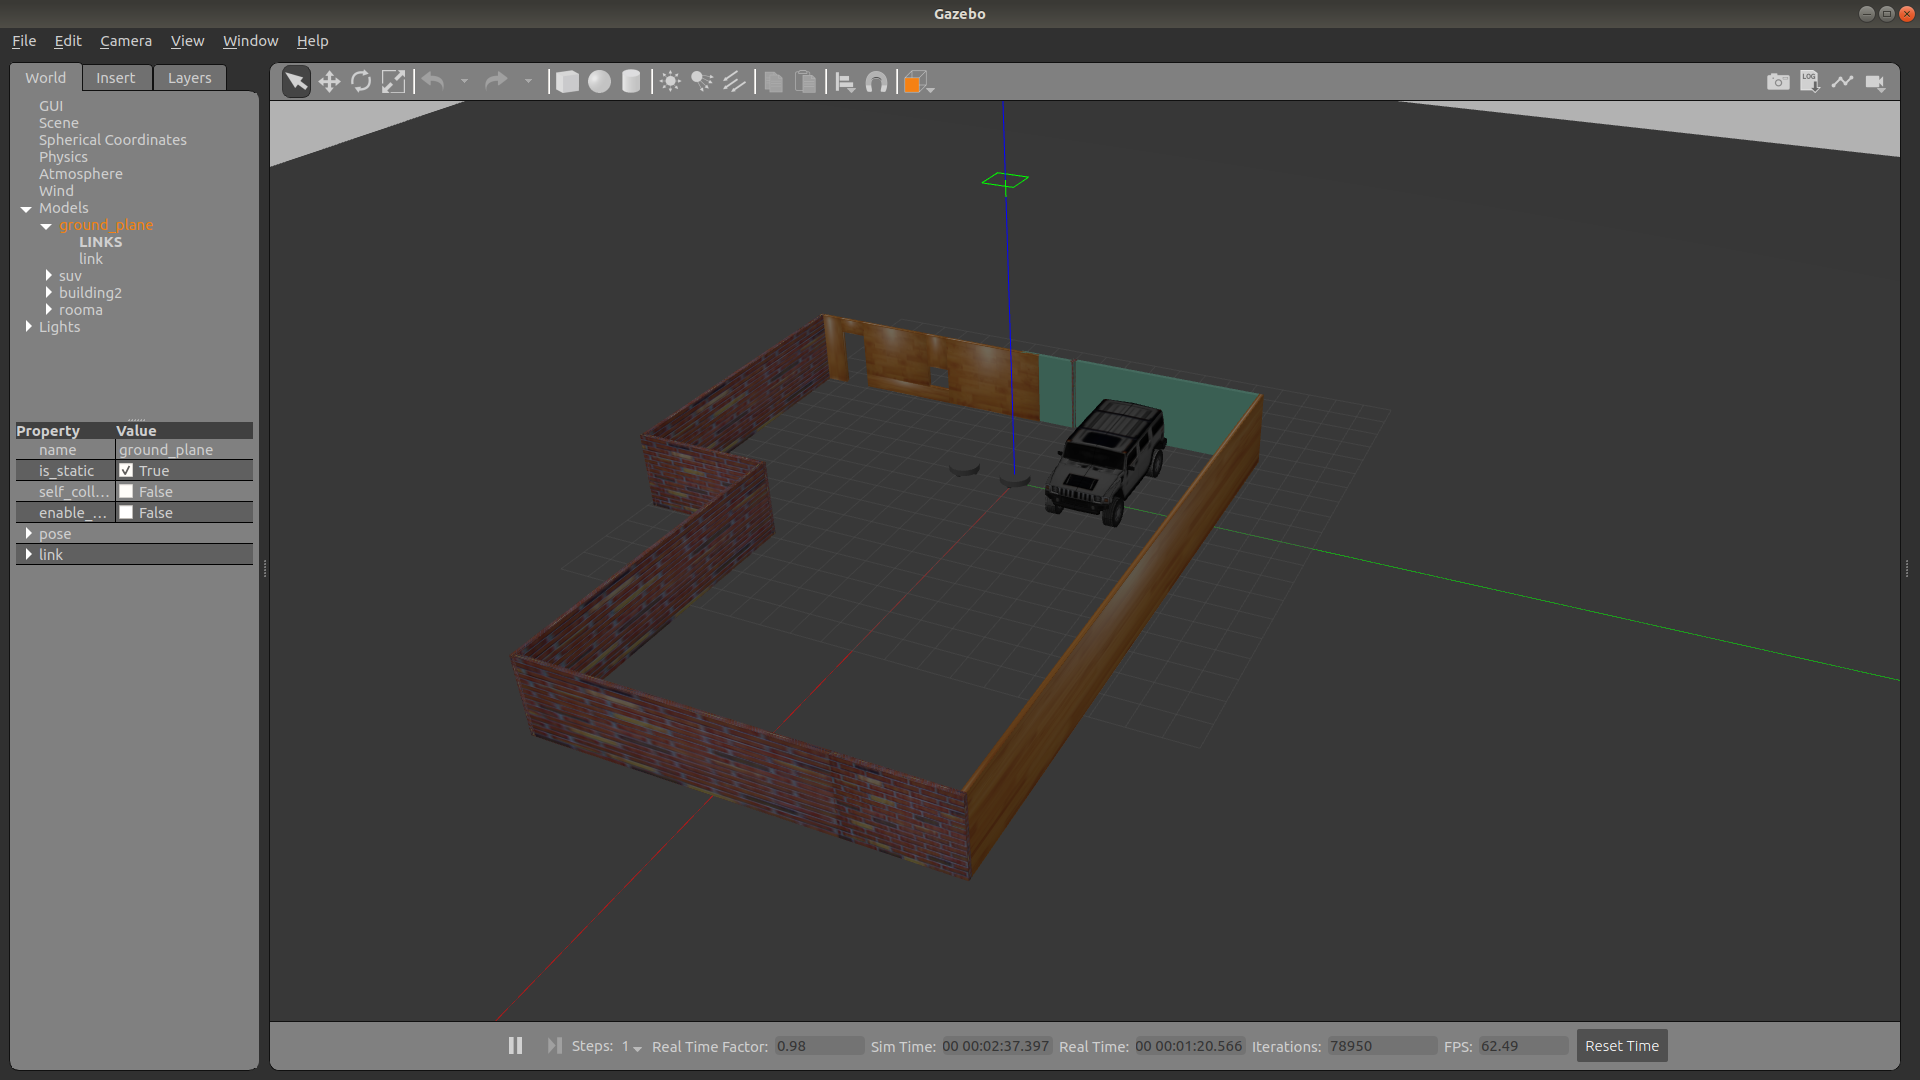 Gazebo
File Edit Camera View Window Help
World Insert Layers
LOG
GUI
Scene
Spherical Coordinates
Physics
Atmosphere
Wind
Models
ground_plane
LINKS
link
suv
building2
rooma
Lights
Property Value
name ground_plane
is_static True
self_coll... False
enable_... False
pose
link
Steps: 1 Real Time Factor: 0.98 Sim Time: 00 00:02:37.397 Real Time: 00 00:01:20.566 Iterations: 78950 FPS: 62.49 Reset Time